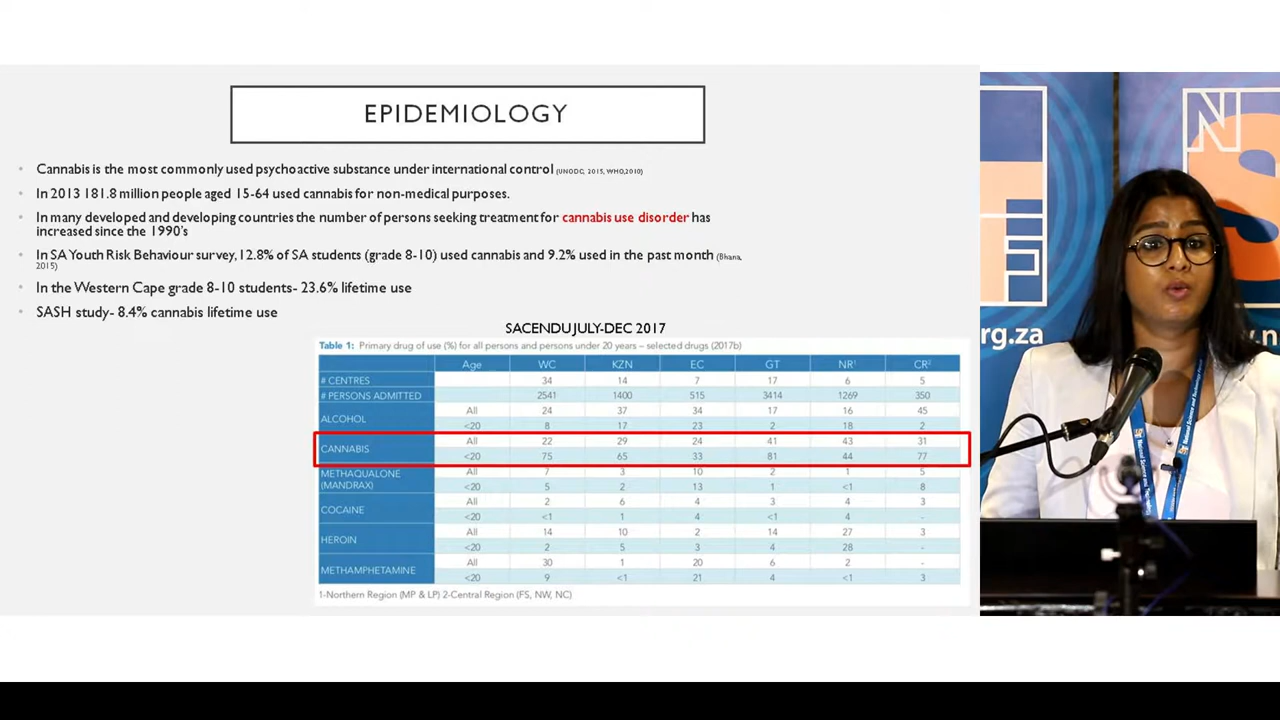 EPIDEMIOLOGY
Cannabis is the most commonly used psychoactive substance under international control (UNODC, 2015, WHO,2010)
In 2013 181.8 million people aged 15-64 used cannabis for non-medical purposes.
In many developed and developing countries the number of persons seeking treatment for cannabis use disorder has
increased since the 1990's
In SA Youth Risk Behaviour survey, 12.8% of SA students (grade 8-10) used cannabis and 9.2% used in the past month (Bhana,
2015)
In the Western Cape grade 8-10 students- 23.6% lifetime use
SASH study- 8.4% cannabis lifetime use
SACENDU JULY-DEC 2017
Table 1: Primary drug of use (%) for all persons and persons under 20 years – selected drugs (2017b)
Age WC KZN EC GT NR¹ CR²
# CENTRES 34 14 7 17 6 5
# PERSONS ADMITTED 2541 1400 515 3414 1269 350
ALCOHOL All 24 37 34 17 16 45
<20 8 17 23 2 18 2
CANNABIS All 22 29 24 41 43 31
<20 75 65 33 81 44 77
METHAQUALONE (MANDRAX) All 7 3 10 2 1 5
<20 5 2 13 1 <1 8
COCAINE All 2 6 4 3 4 3
<20 <1 1 4 <1 4 -
HEROIN All 14 10 2 14 27 3
<20 2 5 3 4 28 -
METHAMPHETAMINE All 30 1 20 6 2 -
<20 9 <1 21 4 <1 3
1-Northern Region (MP & LP) 2-Central Region (FS, NW, NC)
F
N
S
F
rg.za